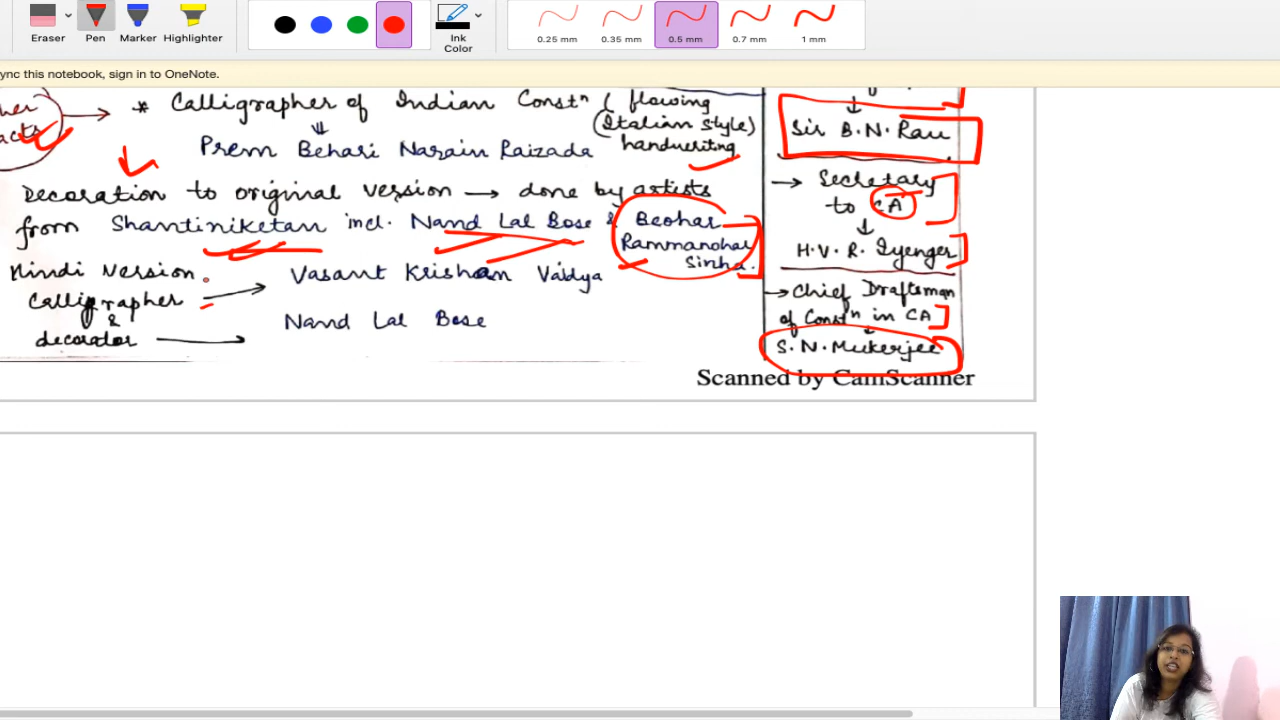 Eraser
Pen
Marker
Highlighter
Ink
Color
0.25 mm
0.35 mm
0.5 mm
0.7 mm
1 mm
ync this notebook, sign in to OneNote.
her
acts
→ * Calligrapher of Indian Constⁿ ( flowing
(Italian style)
handwriting
Prem Behari Narain Raizada
Decoration to original version → done by artists
from Shantiniketan incl. Nand Lal Bose & Beohar
Rammanohar
Sinha.
Hindi Version
Calligrapher → Vasant Krishan Vaidya
&
decorator → Nand Lal Bose
Sir B.N. Rau
→ Secretary
to CA
H.V.R. Iyenger
→ Chief Draftsman
of Constⁿ in CA
S.N. Mukerjee
Scanned by CamScanner